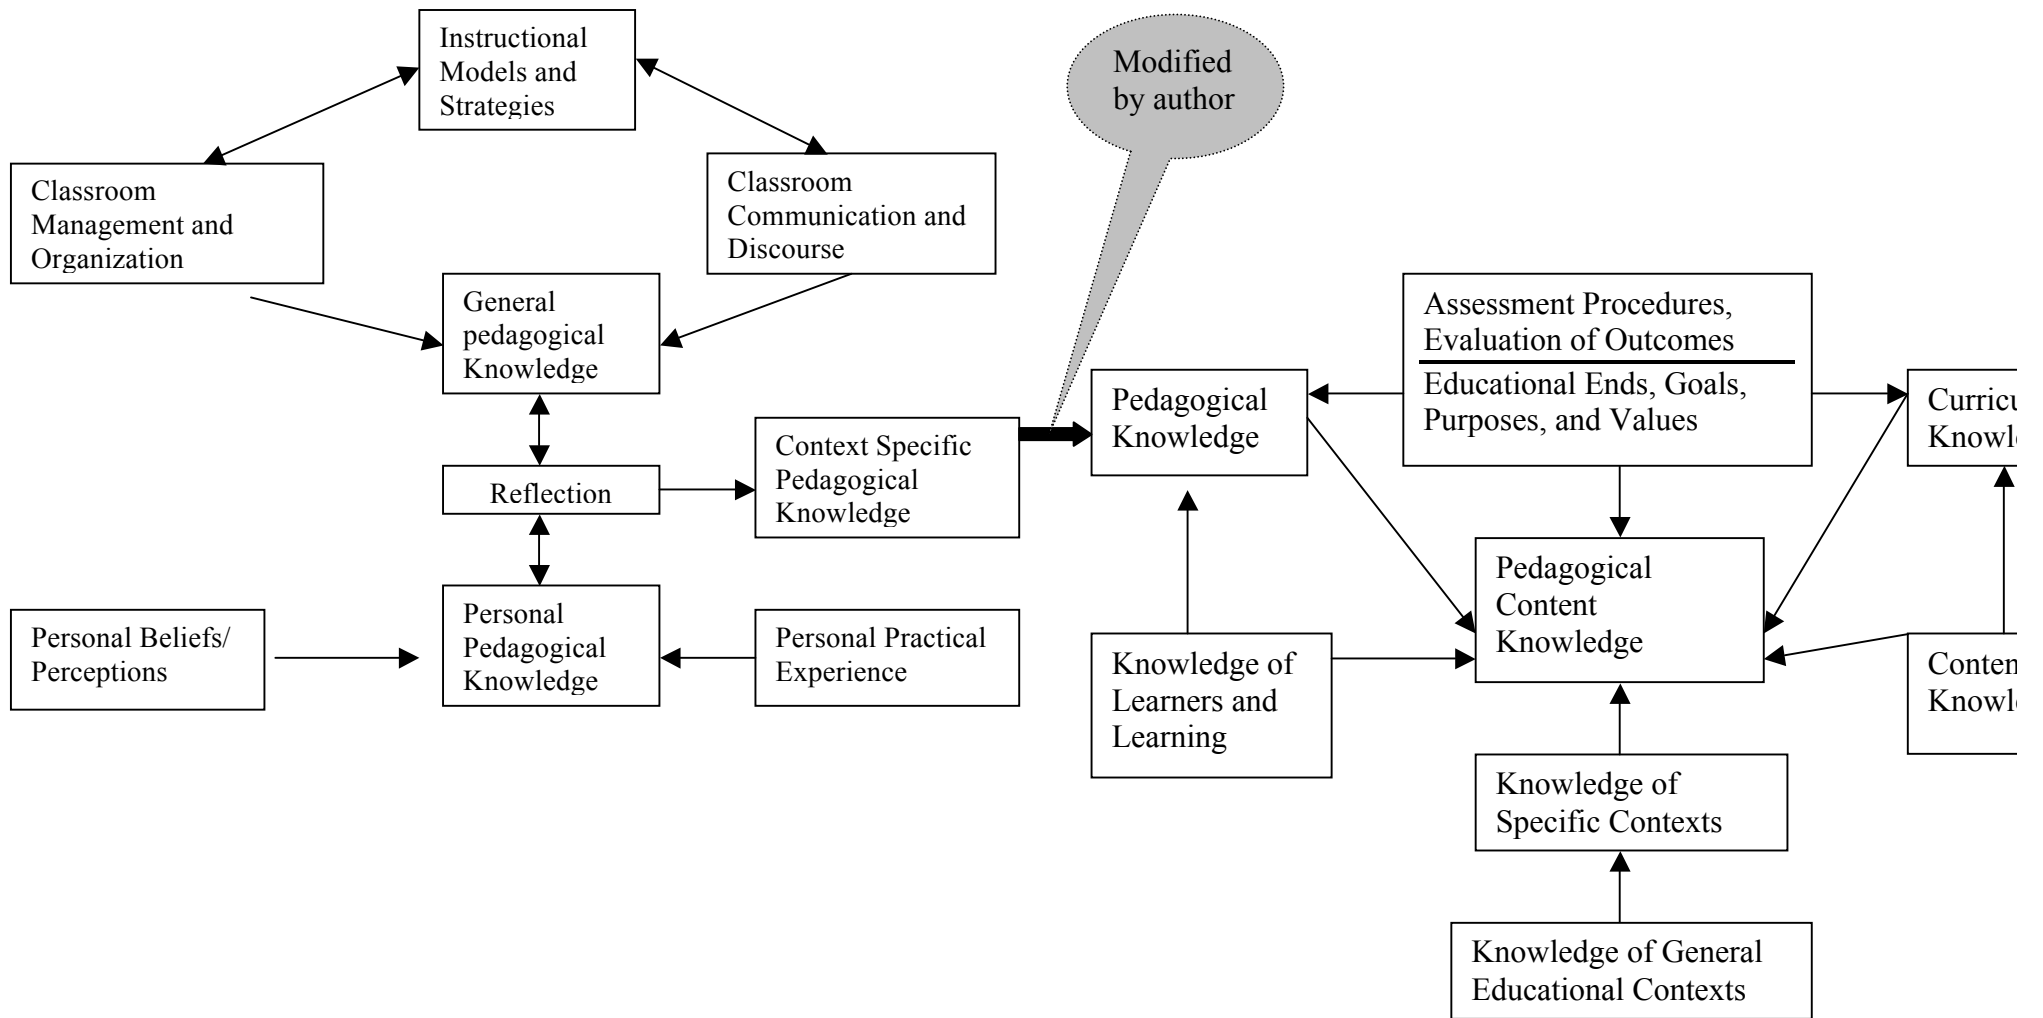 Instructional
Models and
Strategies
Modified
by author
Classroom
Management and
Organization
Classroom
Communication and
Discourse
General
pedagogical
Knowledge
Assessment Procedures,
Evaluation of Outcomes
Educational Ends, Goals,
Purposes, and Values
Pedagogical
Knowledge
Context Specific
Pedagogical
Knowledge
Reflection
Pedagogical
Content
Knowledge
Personal Beliefs/
Perceptions
Personal
Pedagogical
Knowledge
Personal Practical
Experience
Knowledge of
Learners and
Learning
Knowledge of
Specific Contexts
Knowledge of General
Educational Contexts